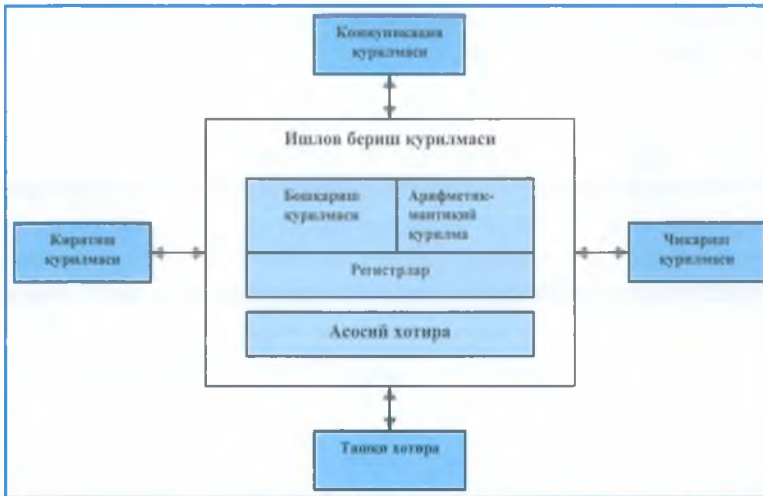 Коммуникация
қурилмаси
Ишлов бериш қурилмаси
Бошқариш
қурилмаси
Арифметик-
мантиқий
қурилма
Киритиш
қурилмаси
Чиқариш
қурилмаси
Регистрлар
Асосий хотира
Ташқи хотира